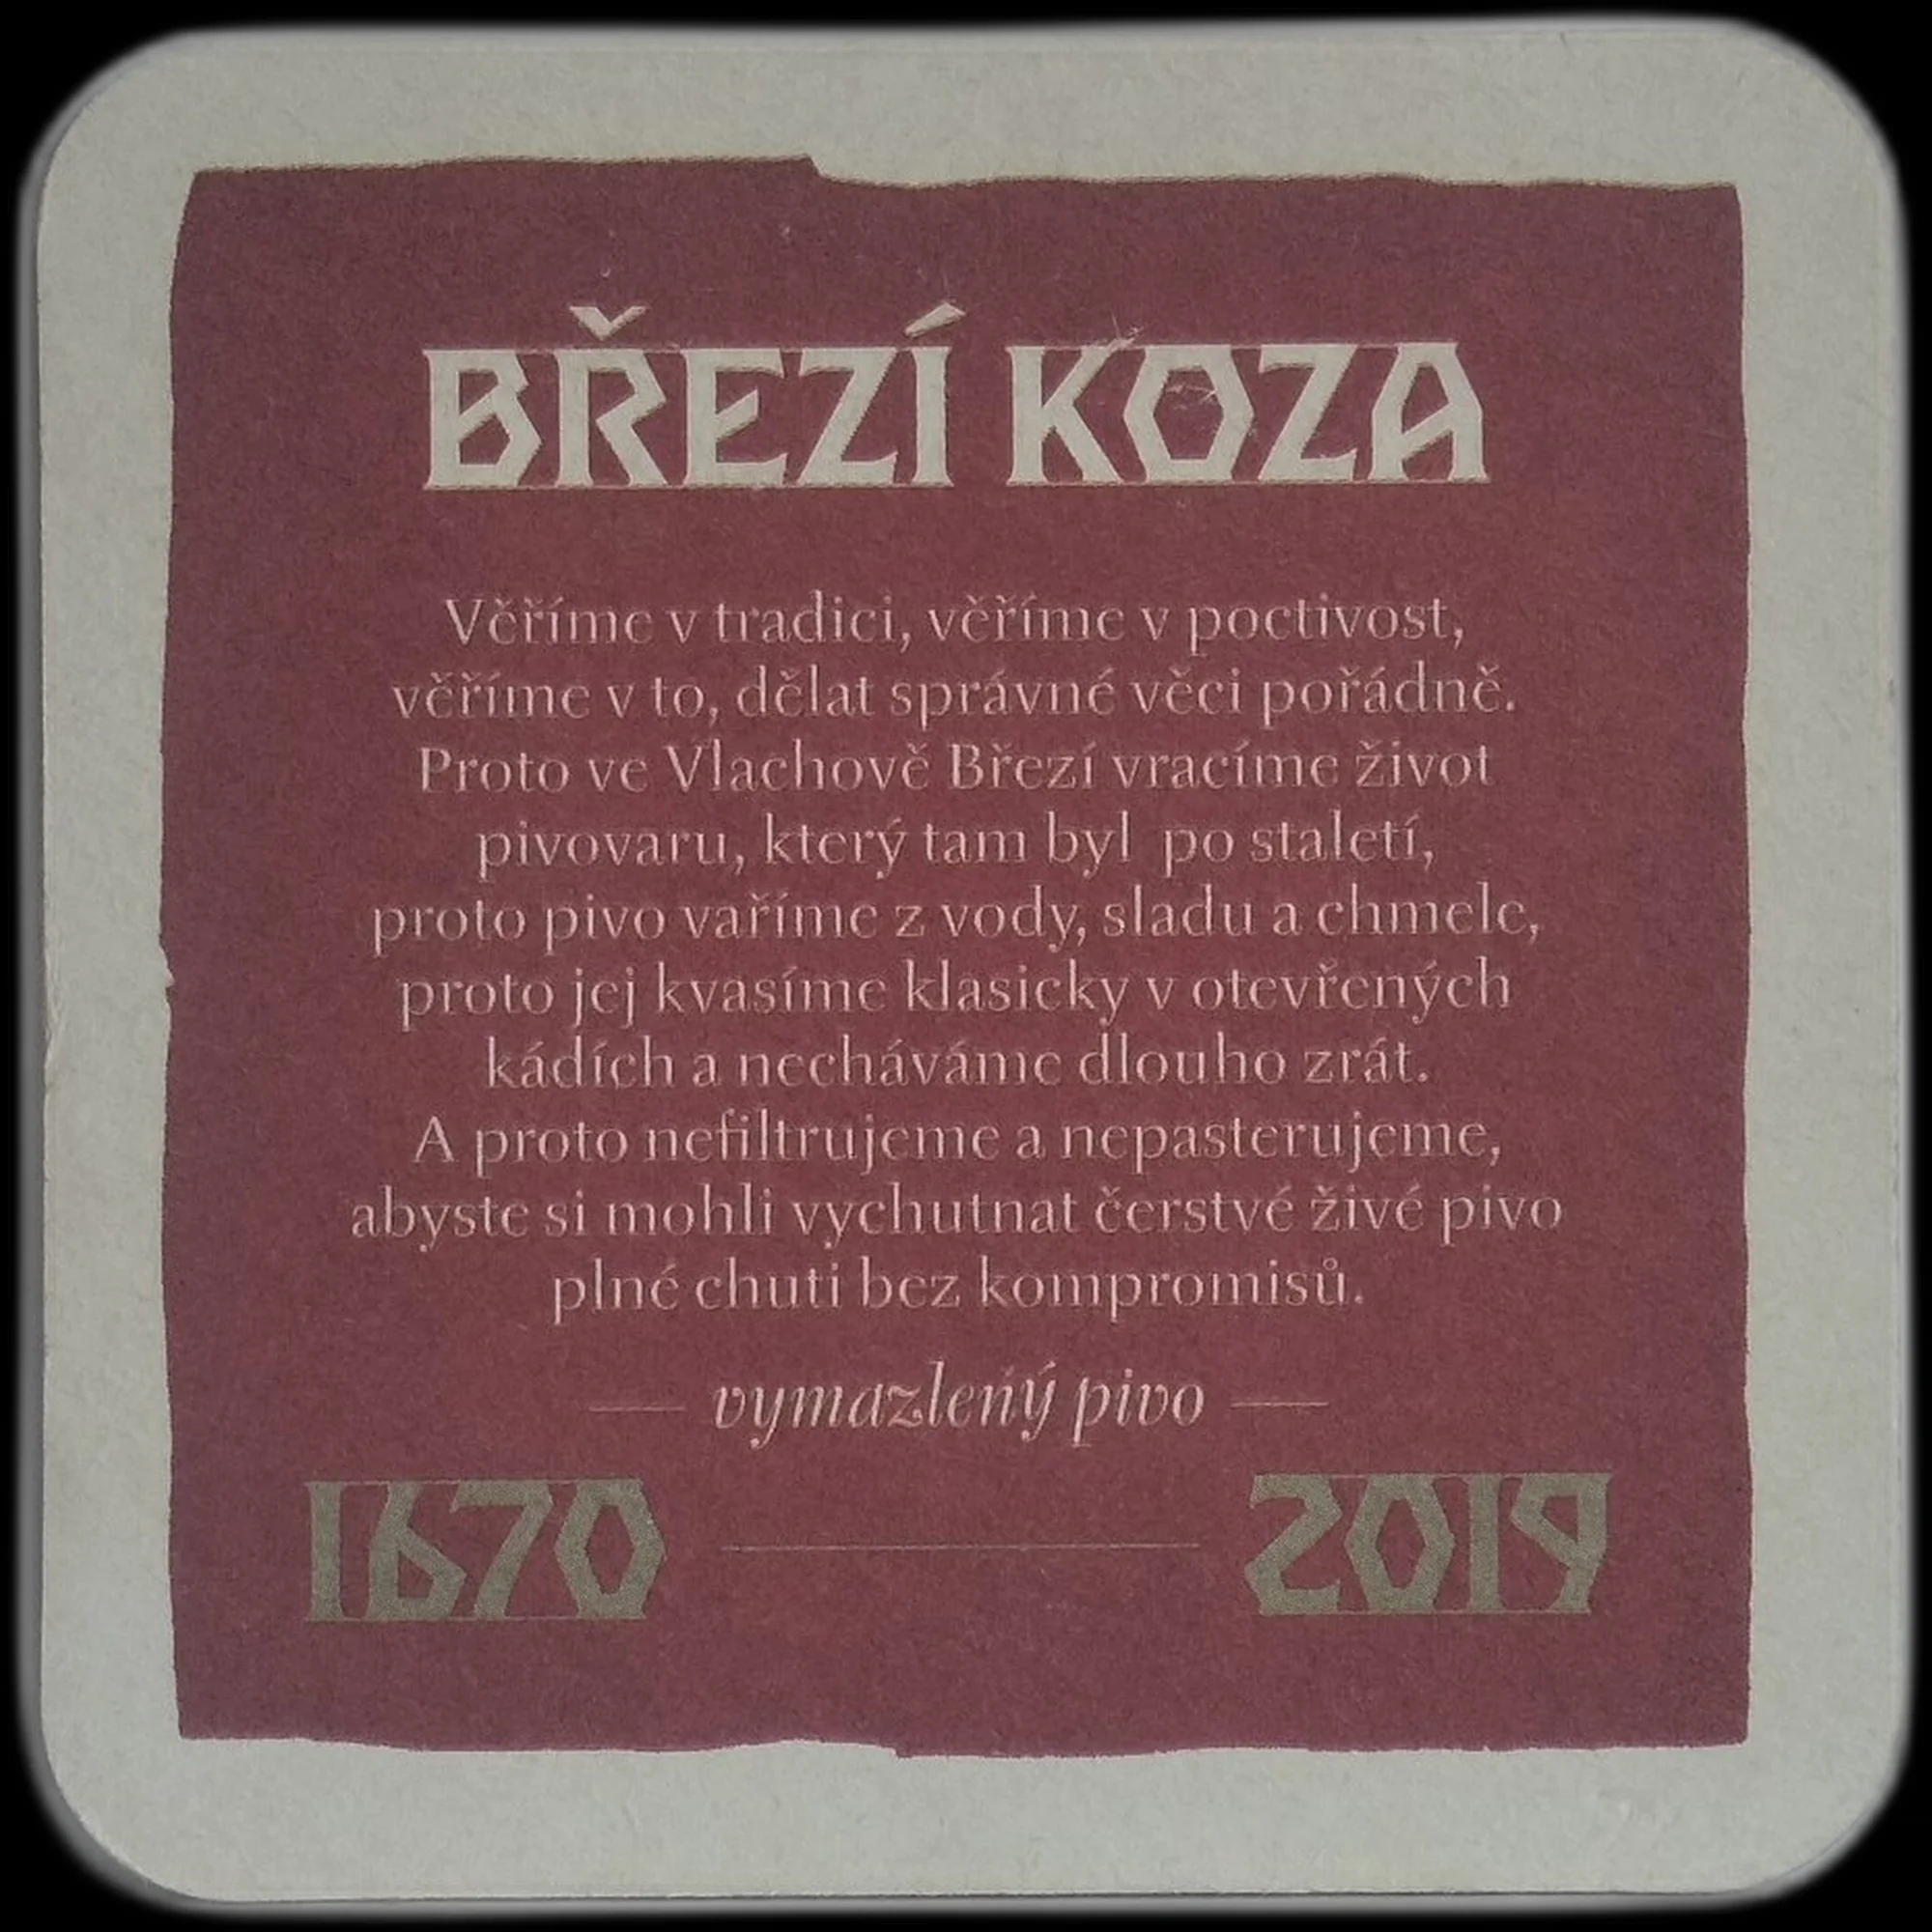 BŘEZÍ KOZA
Věříme v tradici, věříme v poctivost,
věříme v to, dělat správné věci pořádně.
Proto ve Vlachově Březí vracíme život
pivovaru, který tam byl po staletí,
proto pivo vaříme z vody, sladu a chmele,
proto jej kvasíme klasicky v otevřených
kádích a necháváme dlouho zrát.
A proto nefiltrujeme a nepasterujeme,
abyste si mohli vychutnat čerstvé živé pivo
plné chuti bez kompromisů.
— vymazlený pivo —
1670 — 2019